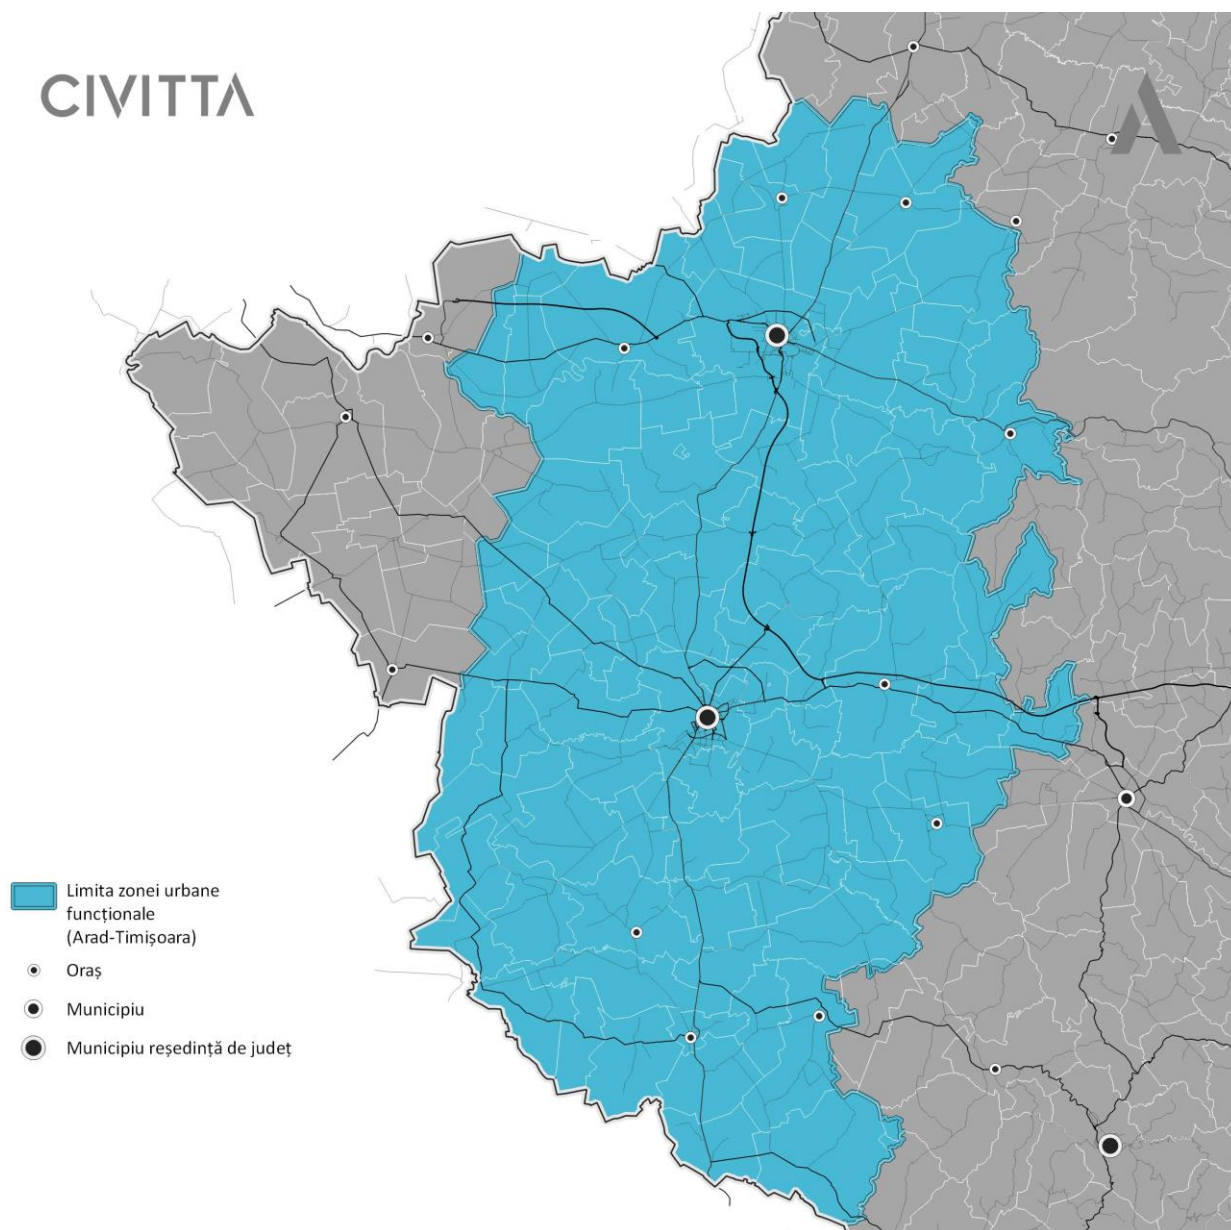 CIVITTA
Limita zonei urbane
funcționale
(Arad-Timișoara)
Oraș
Municipiu
Municipiu reședință de județ